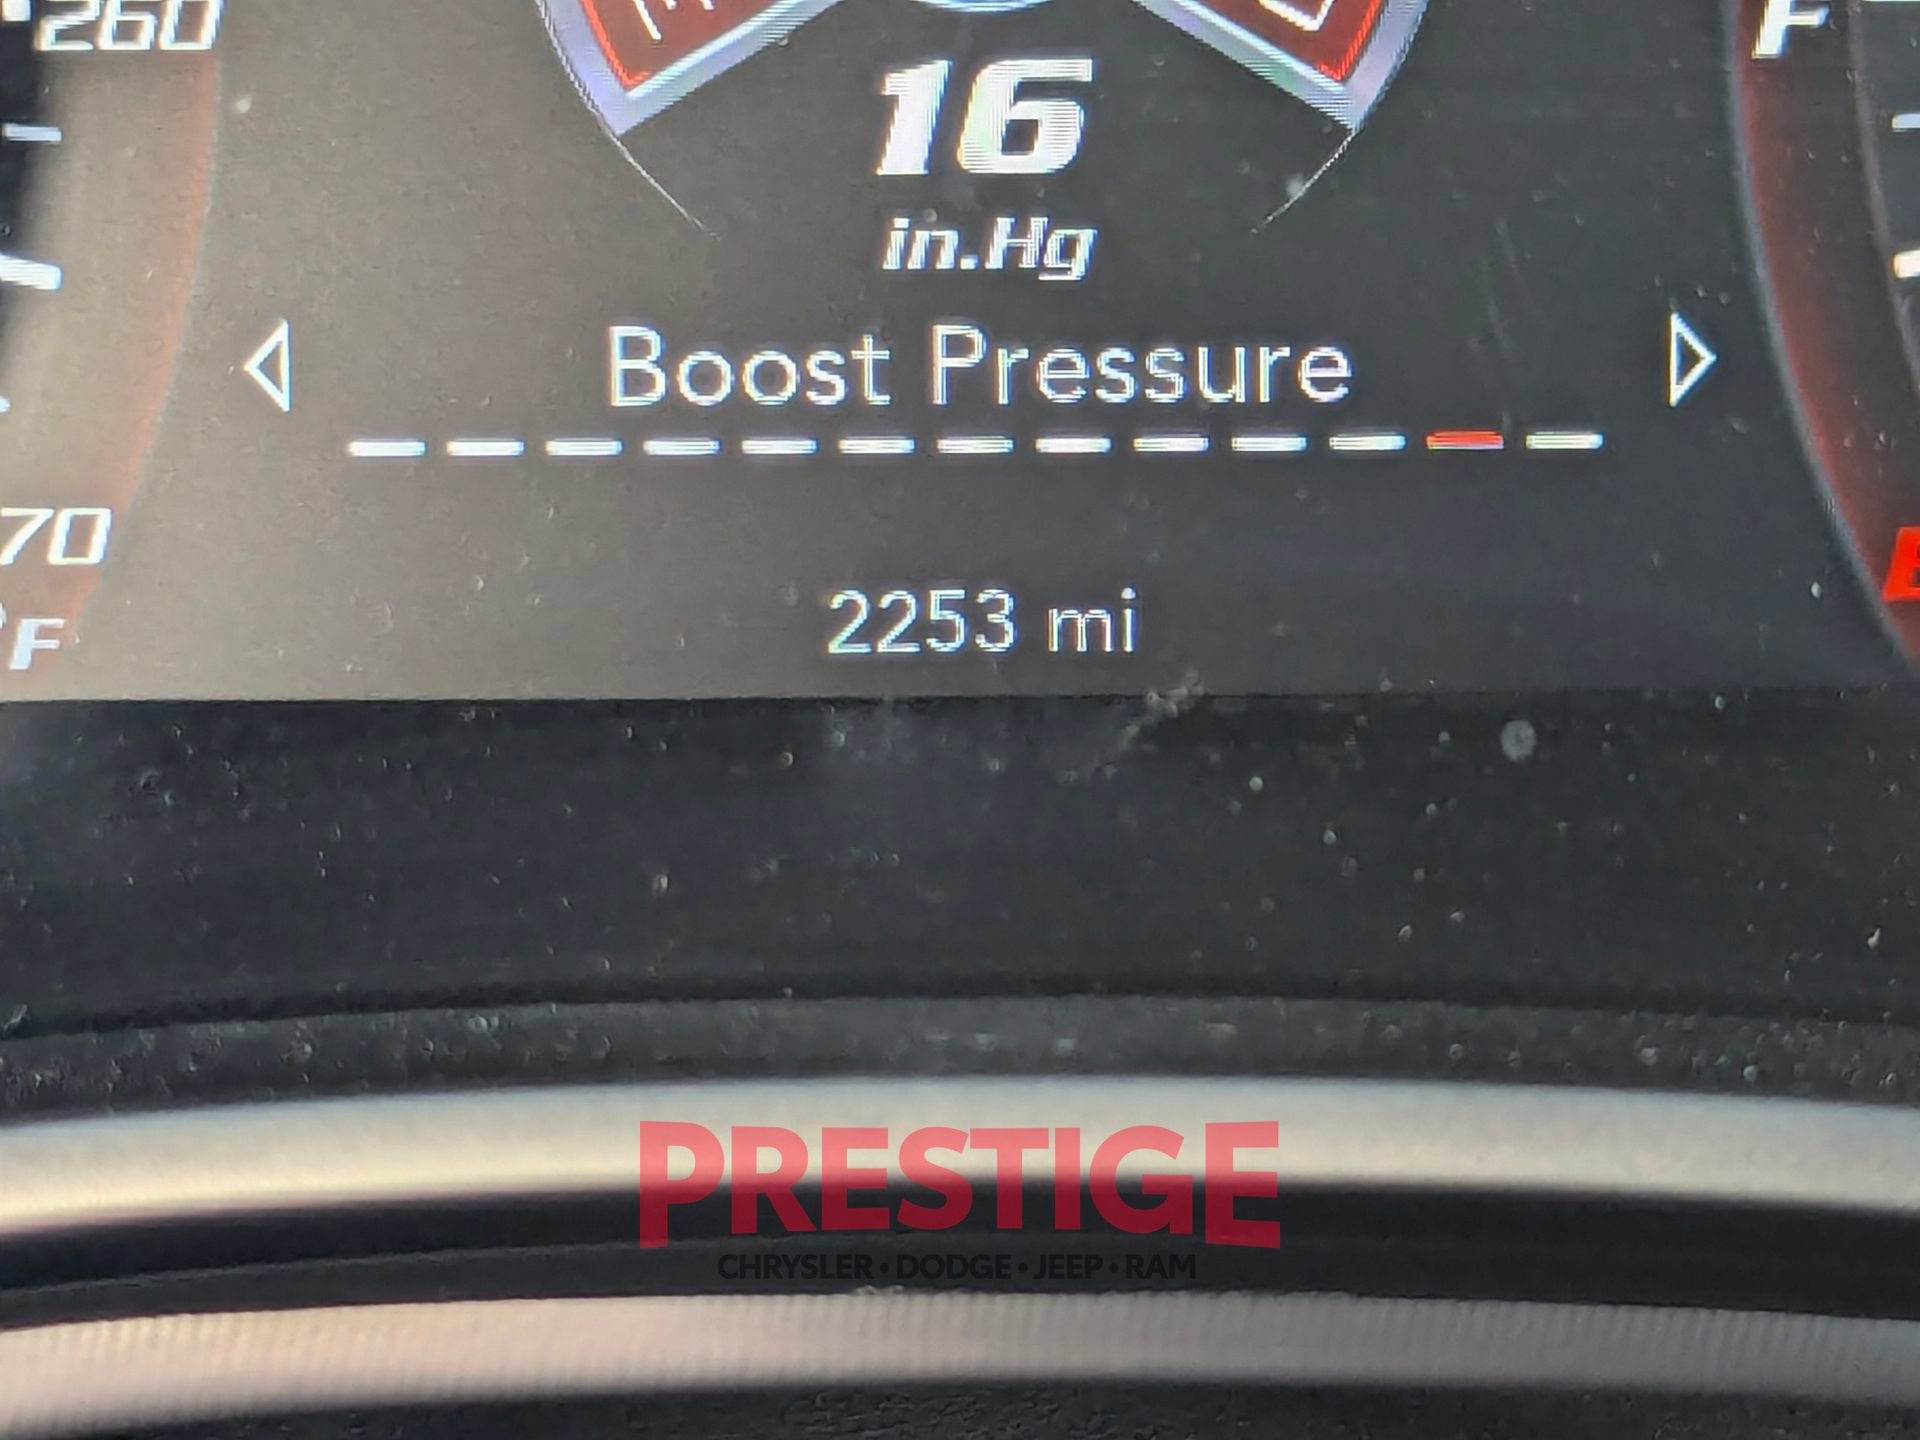 260
F
16
in.Hg
Boost Pressure
70
°F
2253 mi
PRESTIGE
CHRYSLER • DODGE • JEEP • RAM